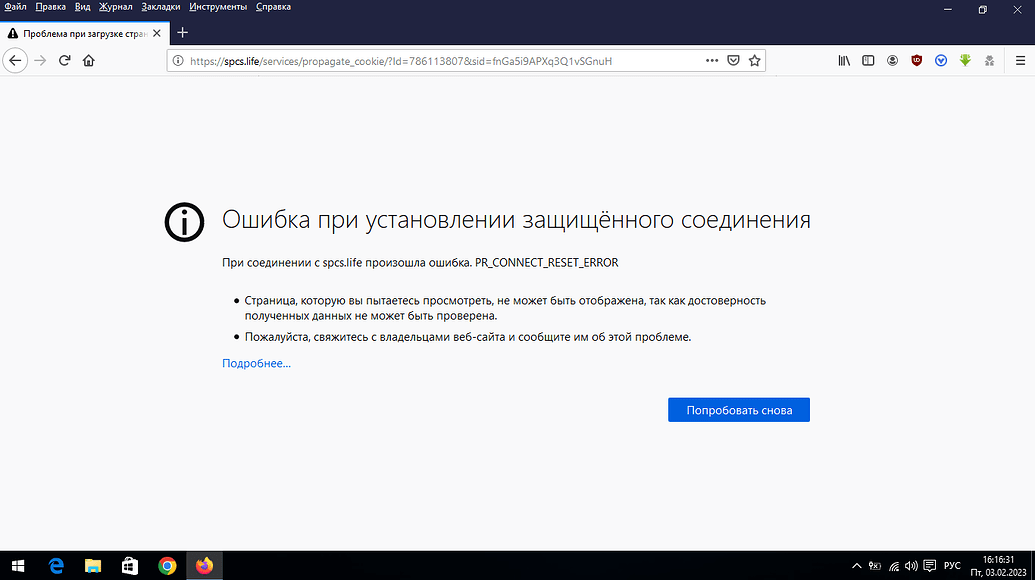 Файл Правка Вид Журнал Закладки Инструменты Справка
Проблема при загрузке стран
https://spcs.life/services/propagate_cookie/?Id=786113807&sid=fnGa5i9APXq3Q1vSGnuH
Ошибка при установлении защищённого соединения
При соединении с spcs.life произошла ошибка. PR_CONNECT_RESET_ERROR
Страница, которую вы пытаетесь просмотреть, не может быть отображена, так как достоверность
полученных данных не может быть проверена.
Пожалуйста, свяжитесь с владельцами веб-сайта и сообщите им об этой проблеме.
Подробнее...
Попробовать снова
16:16:31
РУС
Пт, 03.02.2023